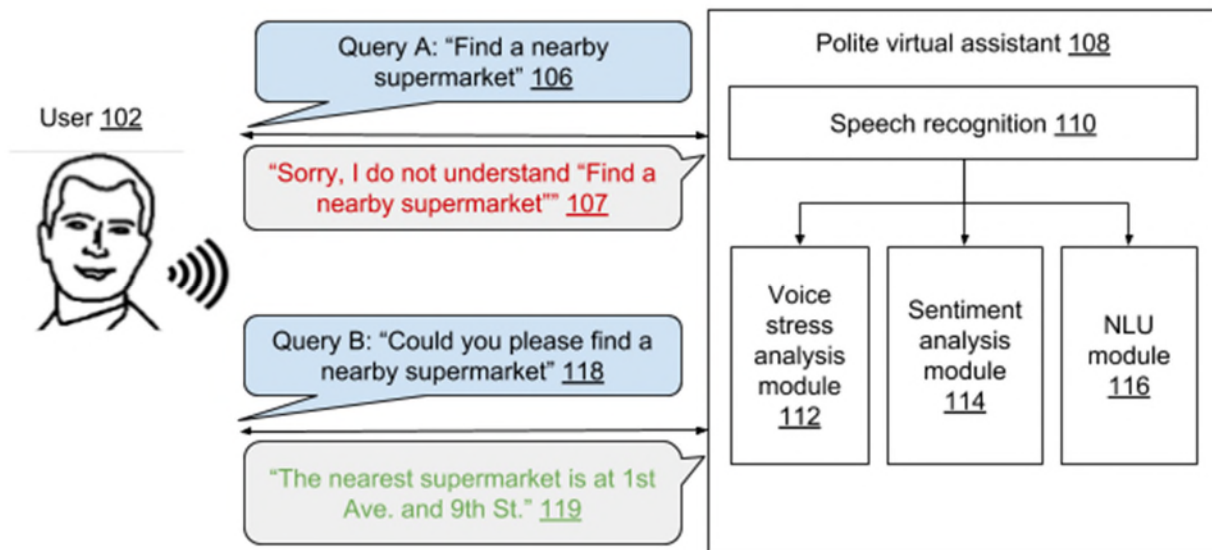 User 102
Query A: “Find a nearby
supermarket” 106
“Sorry, I do not understand “Find a
nearby supermarket”” 107
Query B: “Could you please find a
nearby supermarket” 118
“The nearest supermarket is at 1st
Ave. and 9th St.” 119
Polite virtual assistant 108
Speech recognition 110
Voice
stress
analysis
module
112
Sentiment
analysis
module
114
NLU
module
116